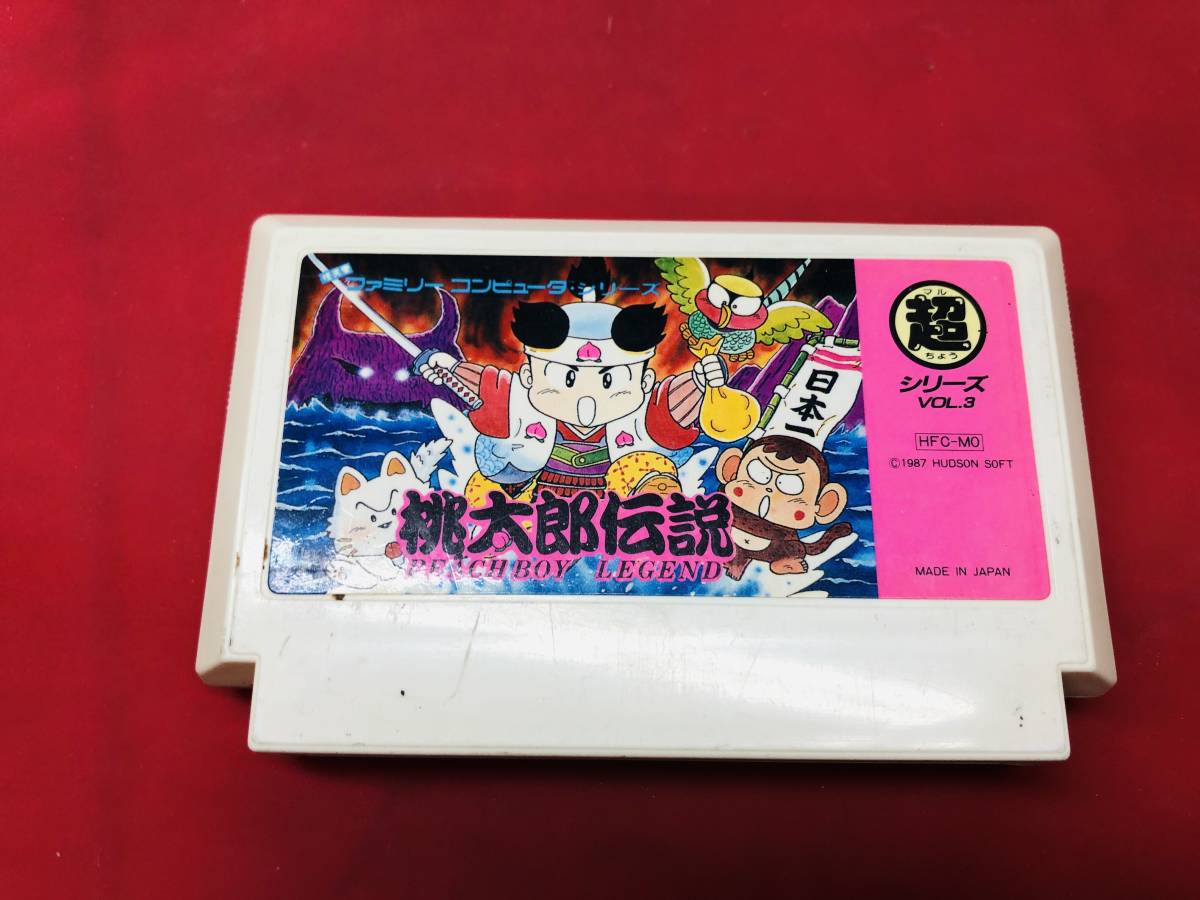 ファミリー コンピュータ・シリーズ
日本一
桃太郎伝説
PEACH BOY LEGEND
マル
超
ちょう
シリーズ
VOL.3
HFC-MO
©1987 HUDSON SOFT
MADE IN JAPAN